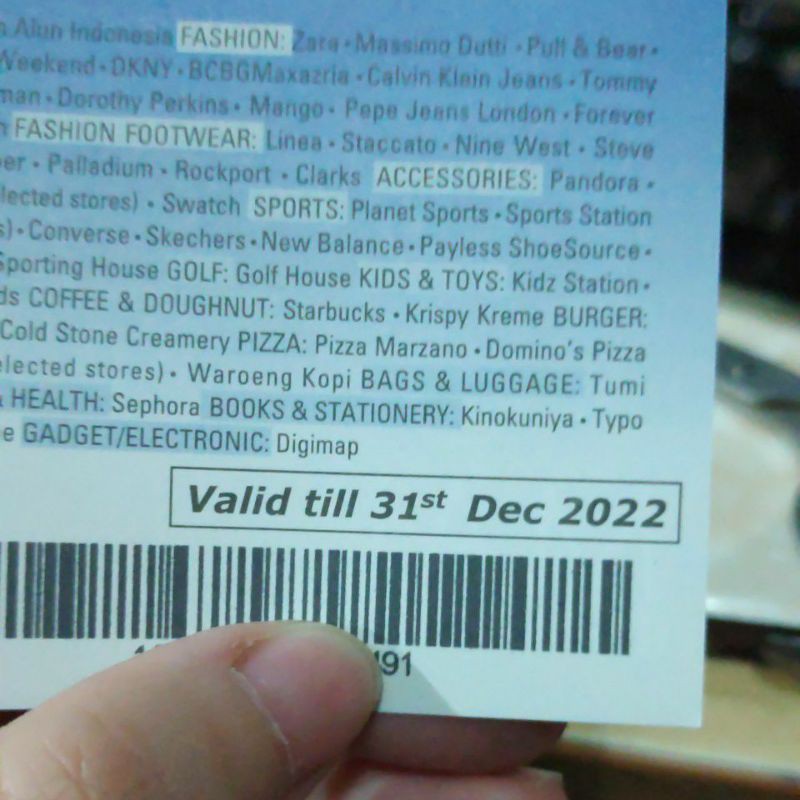 Alun Indonesia FASHION: Zara • Massimo Dutti • Pull & Bear •
Weekend • DKNY • BCBGMaxazria • Calvin Klein Jeans • Tommy
man • Dorothy Perkins • Mango • Pepe Jeans London • Forever
FASHION FOOTWEAR: Linea • Staccato • Nine West • Steve
er • Palladium • Rockport • Clarks ACCESSORIES: Pandora •
lected stores) • Swatch SPORTS: Planet Sports • Sports Station
s) • Converse • Skechers • New Balance • Payless ShoeSource •
Sporting House GOLF: Golf House KIDS & TOYS: Kidz Station •
ds COFFEE & DOUGHNUT: Starbucks • Krispy Kreme BURGER:
Cold Stone Creamery PIZZA: Pizza Marzano • Domino's Pizza
elected stores) • Waroeng Kopi BAGS & LUGGAGE: Tumi
& HEALTH: Sephora BOOKS & STATIONERY: Kinokuniya • Typo
e GADGET/ELECTRONIC: Digimap
Valid till 31st Dec 2022
91